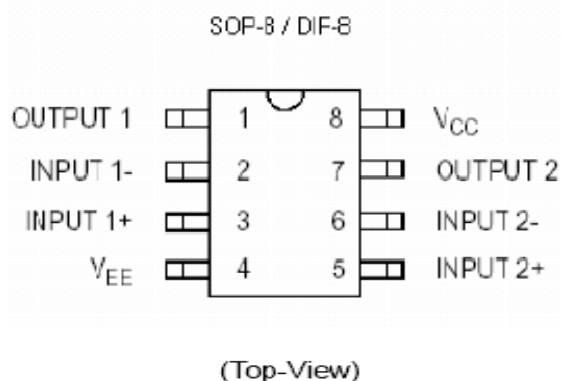 SOP-8 / DIF-8
OUTPUT 1 1 8 VCC
INPUT 1- 2 7 OUTPUT 2
INPUT 1+ 3 6 INPUT 2-
VEE 4 5 INPUT 2+
(Top-View)